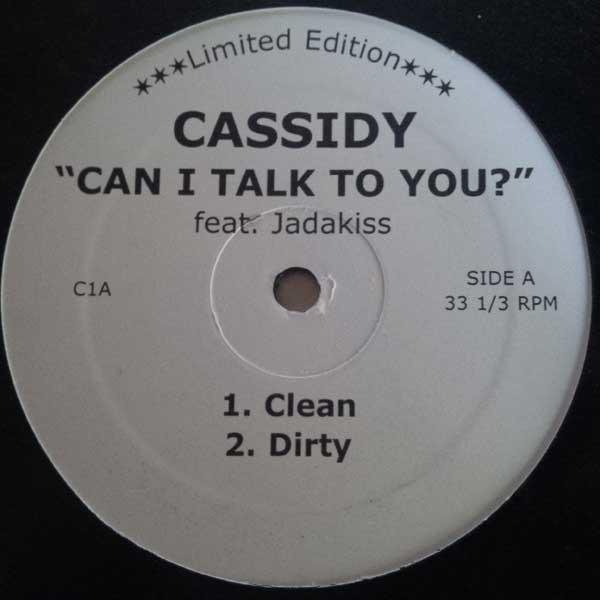 ***Limited Edition***
CASSIDY
"CAN I TALK TO YOU?"
feat. Jadakiss
C1A
SIDE A
33 1/3 RPM
1. Clean
2. Dirty